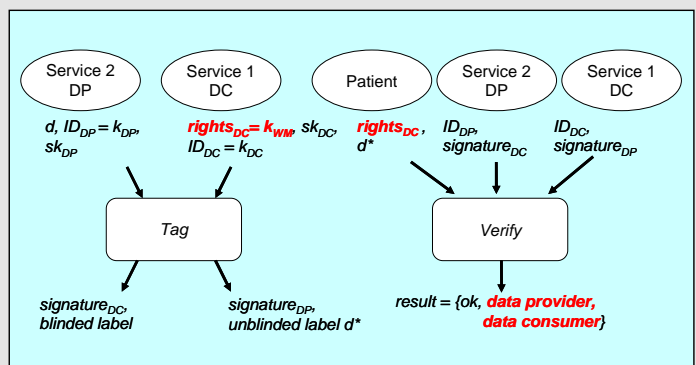 Service 2
DP
Service 1
DC
Patient
Service 2
DP
Service 1
DC
d, ID_DP = k_DP,
sk_DP
rights_DC= k_WM, sk_DC,
ID_DC = k_DC
rights_DC ,
d*
ID_DP,
signature_DC
ID_DC,
signature_DP
Tag
Verify
signature_DC,
blinded label
signature_DP,
unblinded label d*
result = {ok, data provider,
data consumer}